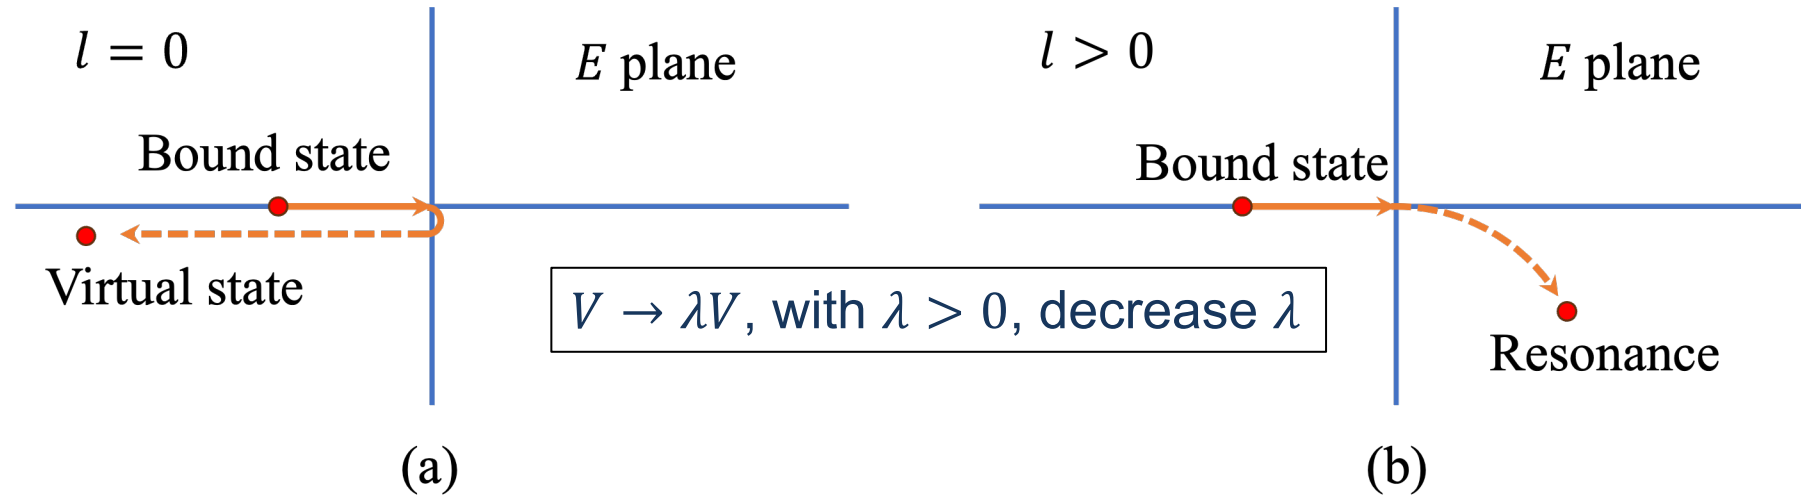 l = 0
E plane
Bound state
Virtual state
(a)
l > 0
E plane
Bound state
Resonance
(b)
V → λV, with λ > 0, decrease λ